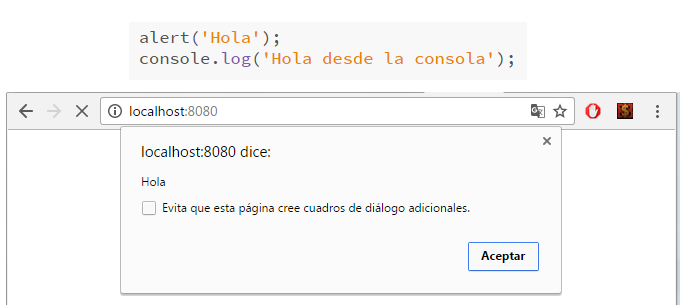 alert('Hola');
console.log('Hola desde la consola');
localhost:8080
localhost:8080 dice:
Hola
Evita que esta página cree cuadros de diálogo adicionales.
Aceptar